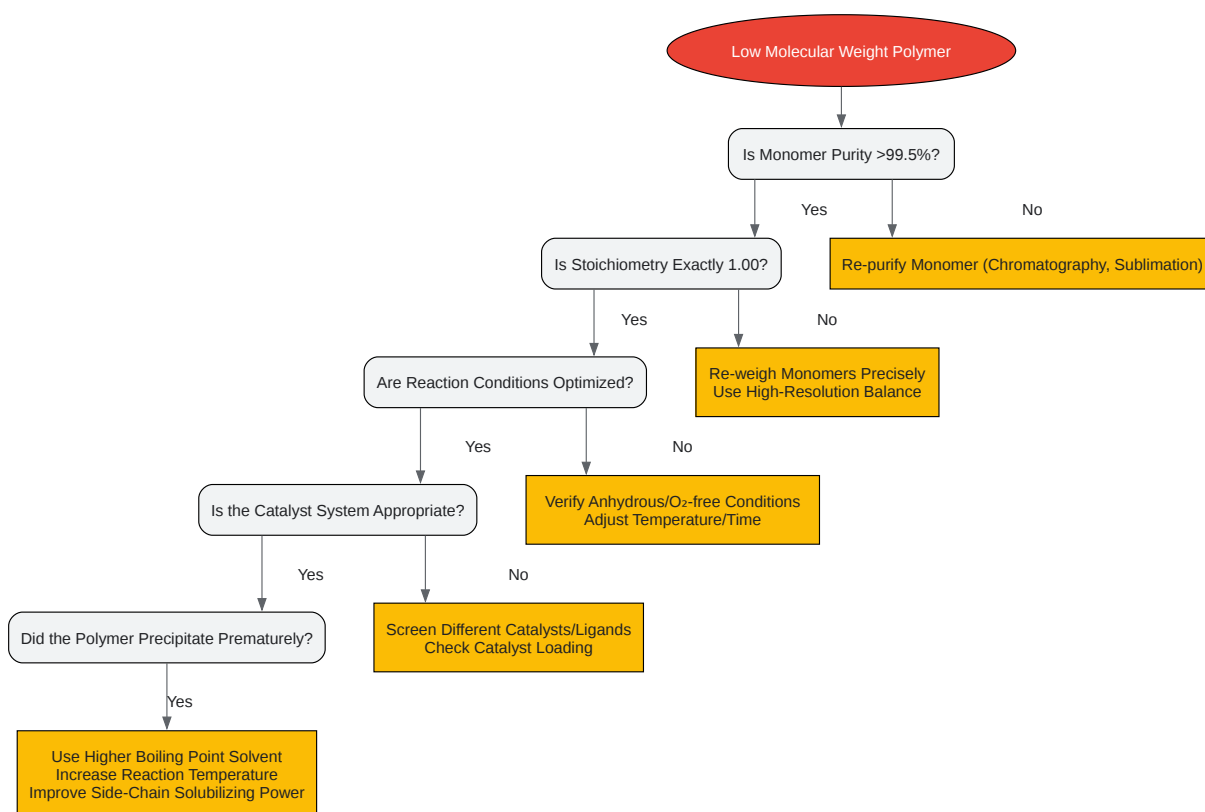 Low Molecular Weight Polymer
Is Monomer Purity >99.5%?
Yes
No
Is Stoichiometry Exactly 1.00?
Re-purify Monomer (Chromatography, Sublimation)
Yes
No
Are Reaction Conditions Optimized?
Re-weigh Monomers Precisely
Use High-Resolution Balance
Yes
No
Is the Catalyst System Appropriate?
Verify Anhydrous/O₂-free Conditions
Adjust Temperature/Time
Yes
No
Did the Polymer Precipitate Prematurely?
Screen Different Catalysts/Ligands
Check Catalyst Loading
Yes
Use Higher Boiling Point Solvent
Increase Reaction Temperature
Improve Side-Chain Solubilizing Power